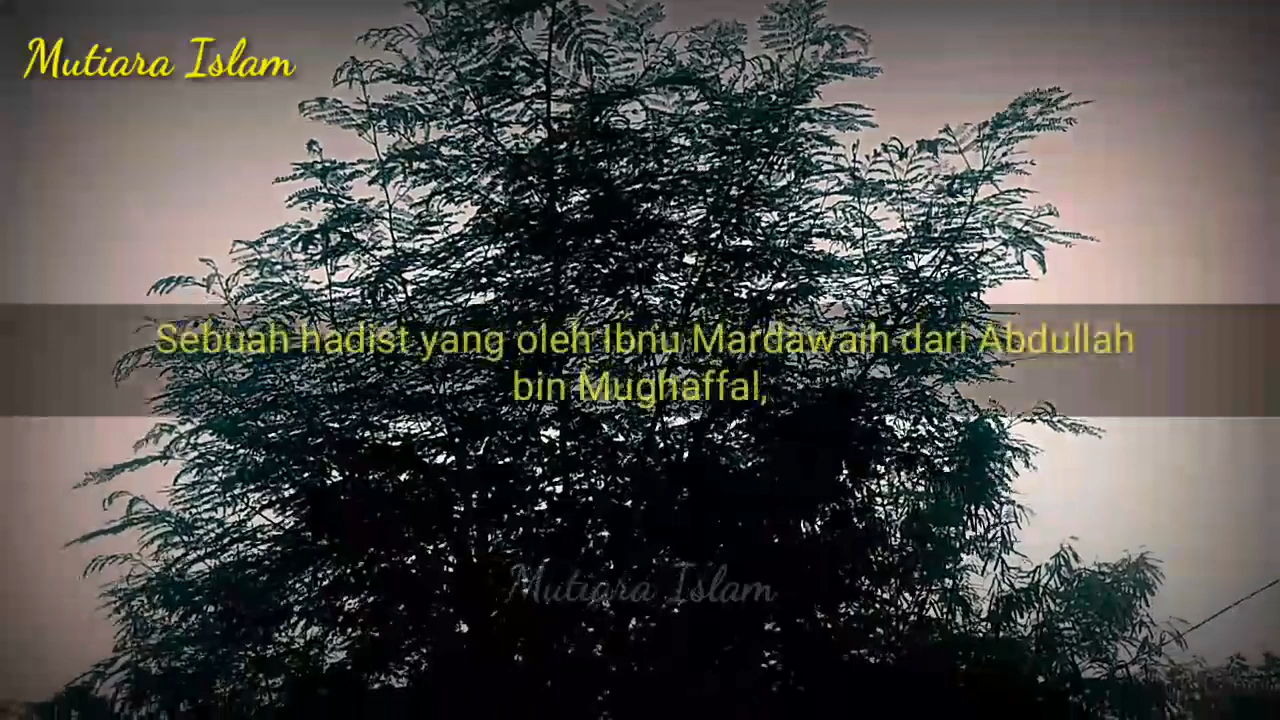 Mutiara Islam
Sebuah hadist yang oleh Ibnu Mardawaih dari Abdullah
bin Mughaffal,
Mutiara Islam